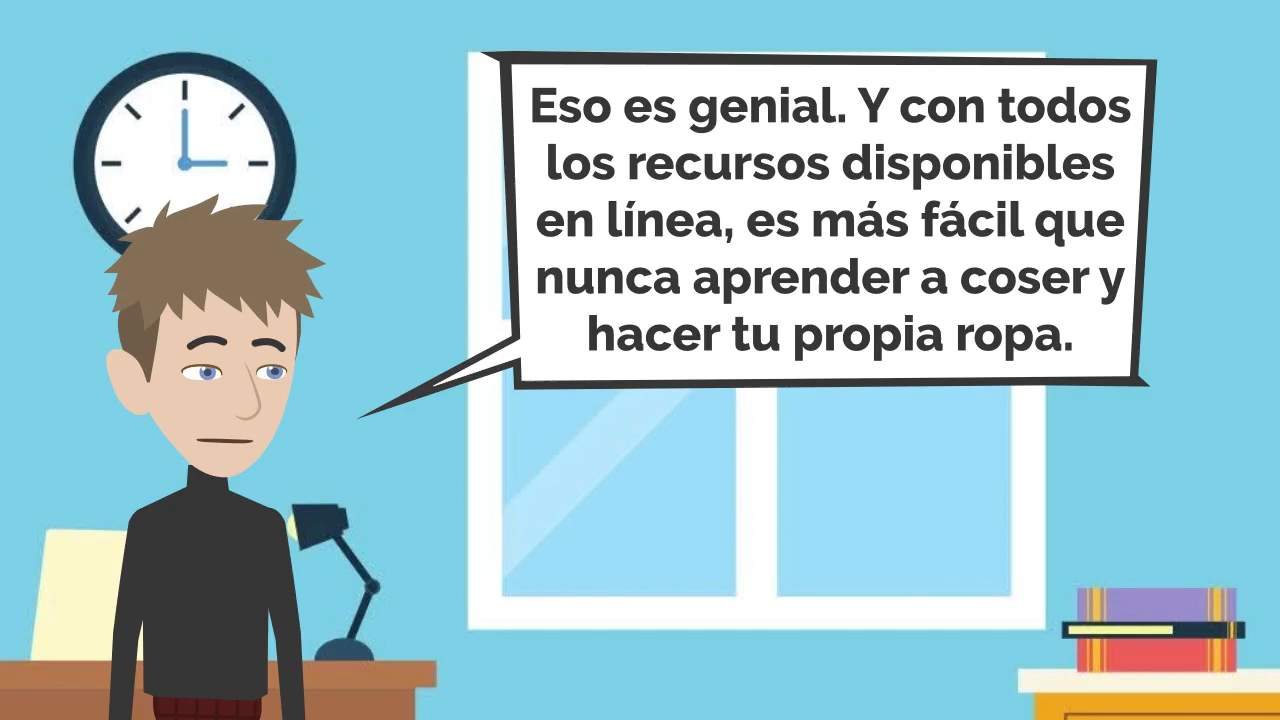 Eso es genial. Y con todos
los recursos disponibles
en línea, es más fácil que
nunca aprender a coser y
hacer tu propia ropa.